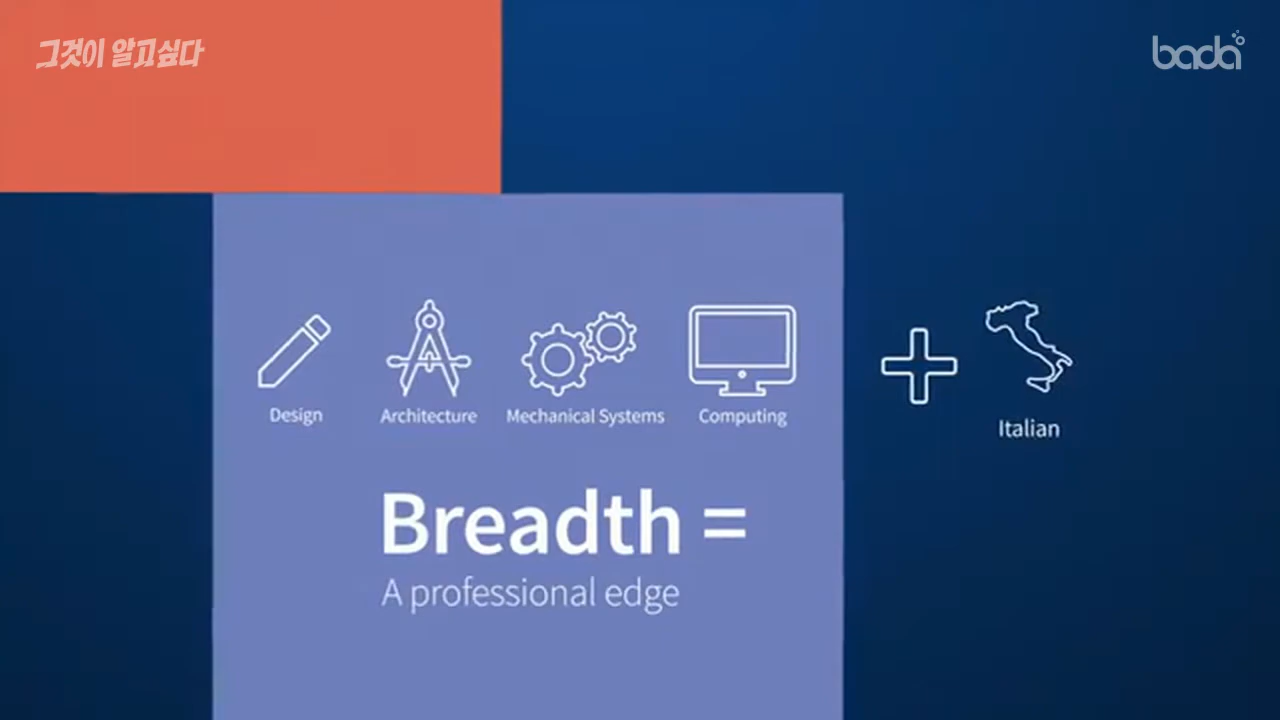 그것이 알고싶다
bada
Design
Architecture
Mechanical Systems
Computing
Italian
Breadth =
A professional edge